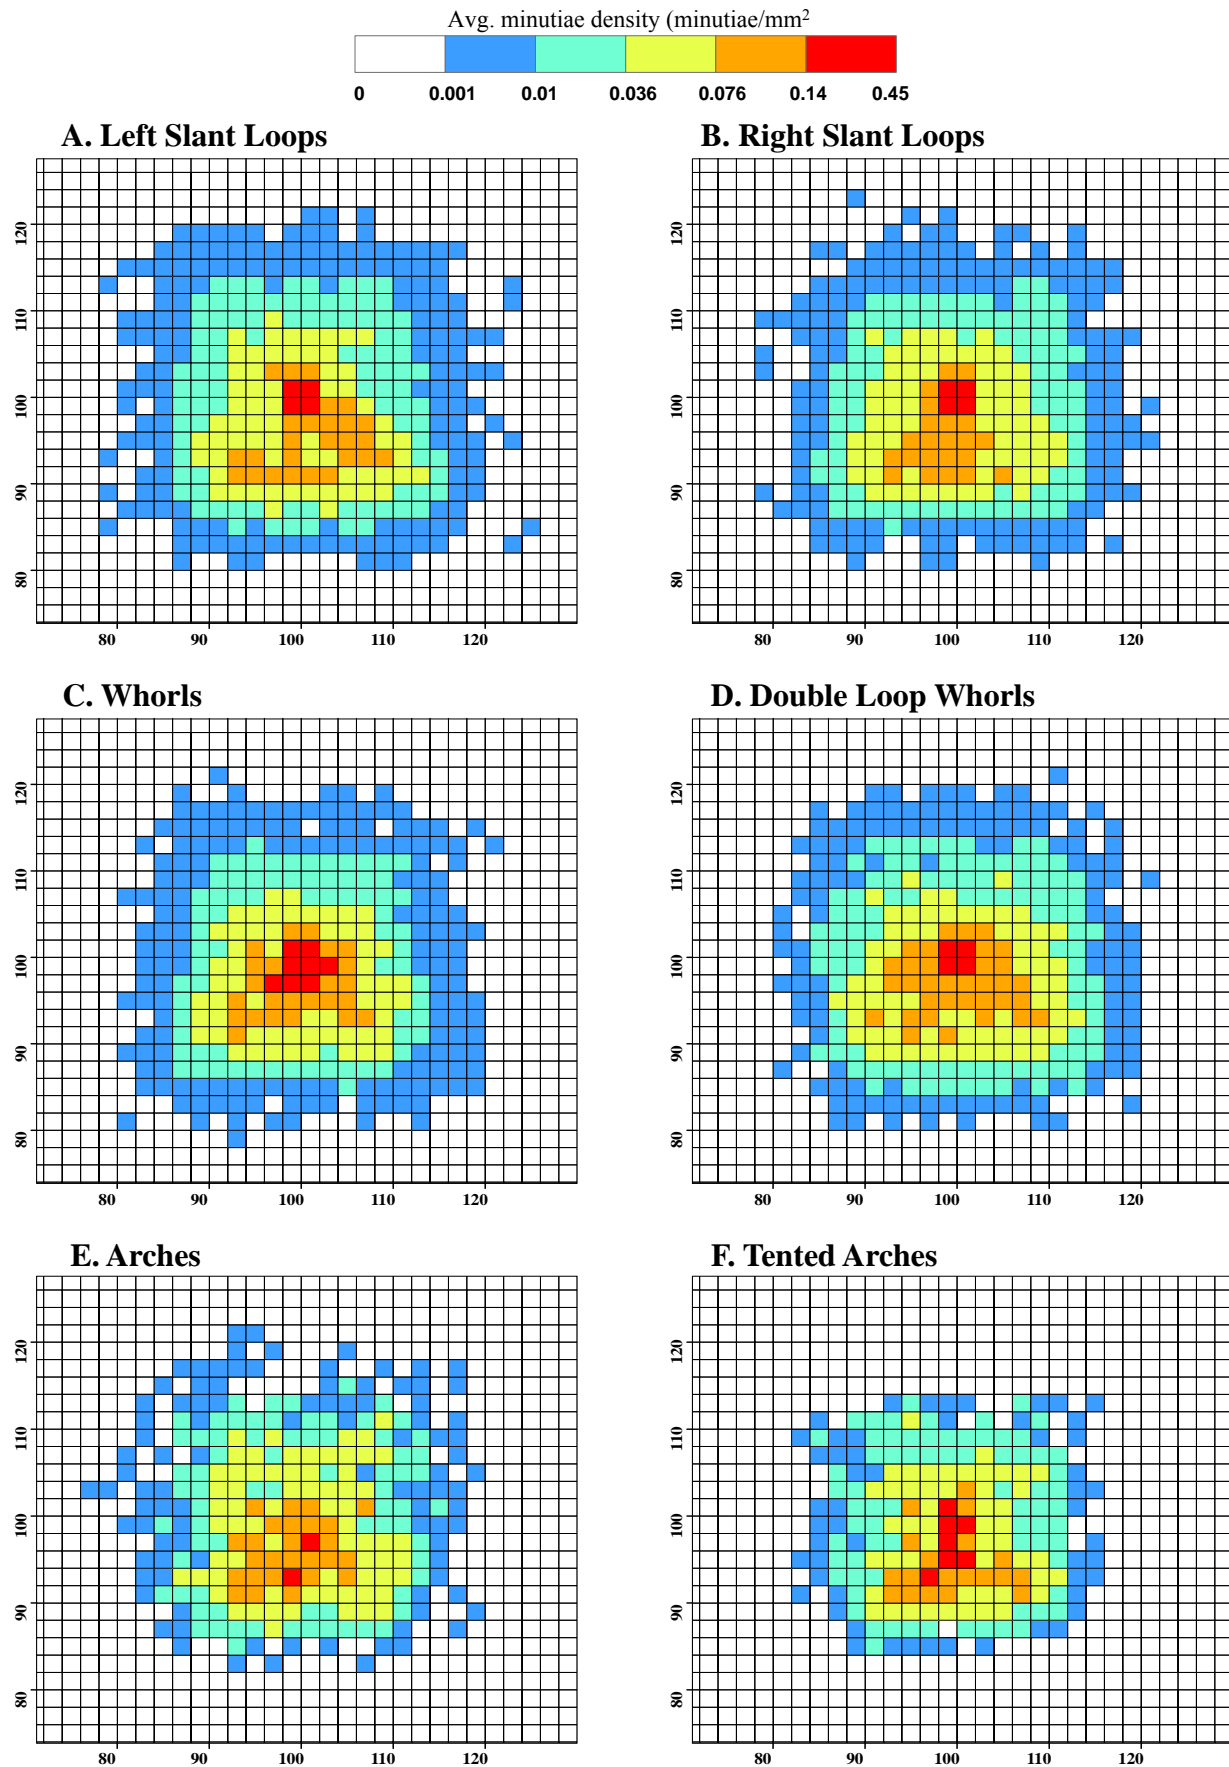 Avg. minutiae density (minutiae/mm2
0 0.001 0.01 0.036 0.076 0.14 0.45
A. Left Slant Loops
B. Right Slant Loops
120
110
100
90
80
80 90 100 110 120
120
110
100
90
80
80 90 100 110 120
C. Whorls
D. Double Loop Whorls
120
110
100
90
80
80 90 100 110 120
120
110
100
90
80
80 90 100 110 120
E. Arches
F. Tented Arches
120
110
100
90
80
80 90 100 110 120
120
110
100
90
80
80 90 100 110 120